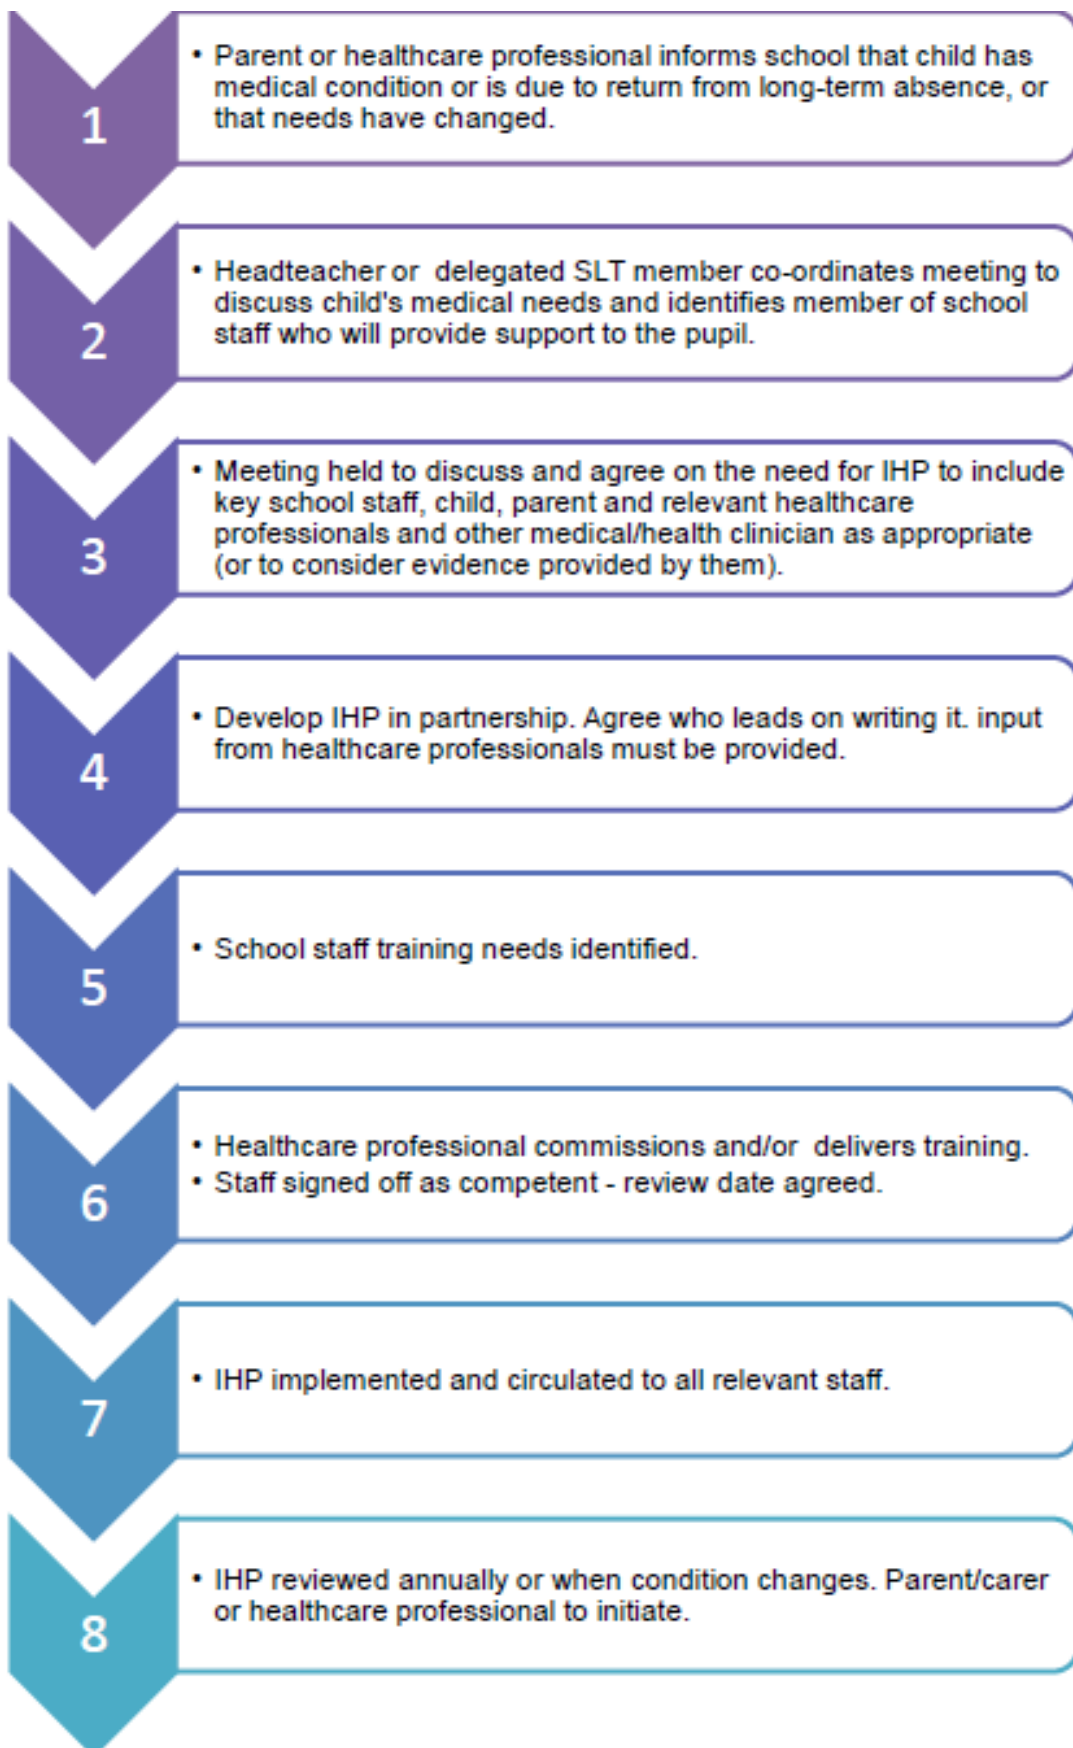 1
• Parent or healthcare professional informs school that child has
medical condition or is due to return from long-term absence, or
that needs have changed.
2
• Headteacher or  delegated SLT member co-ordinates meeting to
discuss child's medical needs and identifies member of school
staff who will provide support to the pupil.
3
• Meeting held to discuss and agree on the need for IHP to include
key school staff, child, parent and relevant healthcare
professionals and other medical/health clinician as appropriate
(or to consider evidence provided by them).
4
• Develop IHP in partnership. Agree who leads on writing it. input
from healthcare professionals must be provided.
5
• School staff training needs identified.
6
• Healthcare professional commissions and/or  delivers training.
• Staff signed off as competent - review date agreed.
7
• IHP implemented and circulated to all relevant staff.
8
• IHP reviewed annually or when condition changes. Parent/carer
or healthcare professional to initiate.